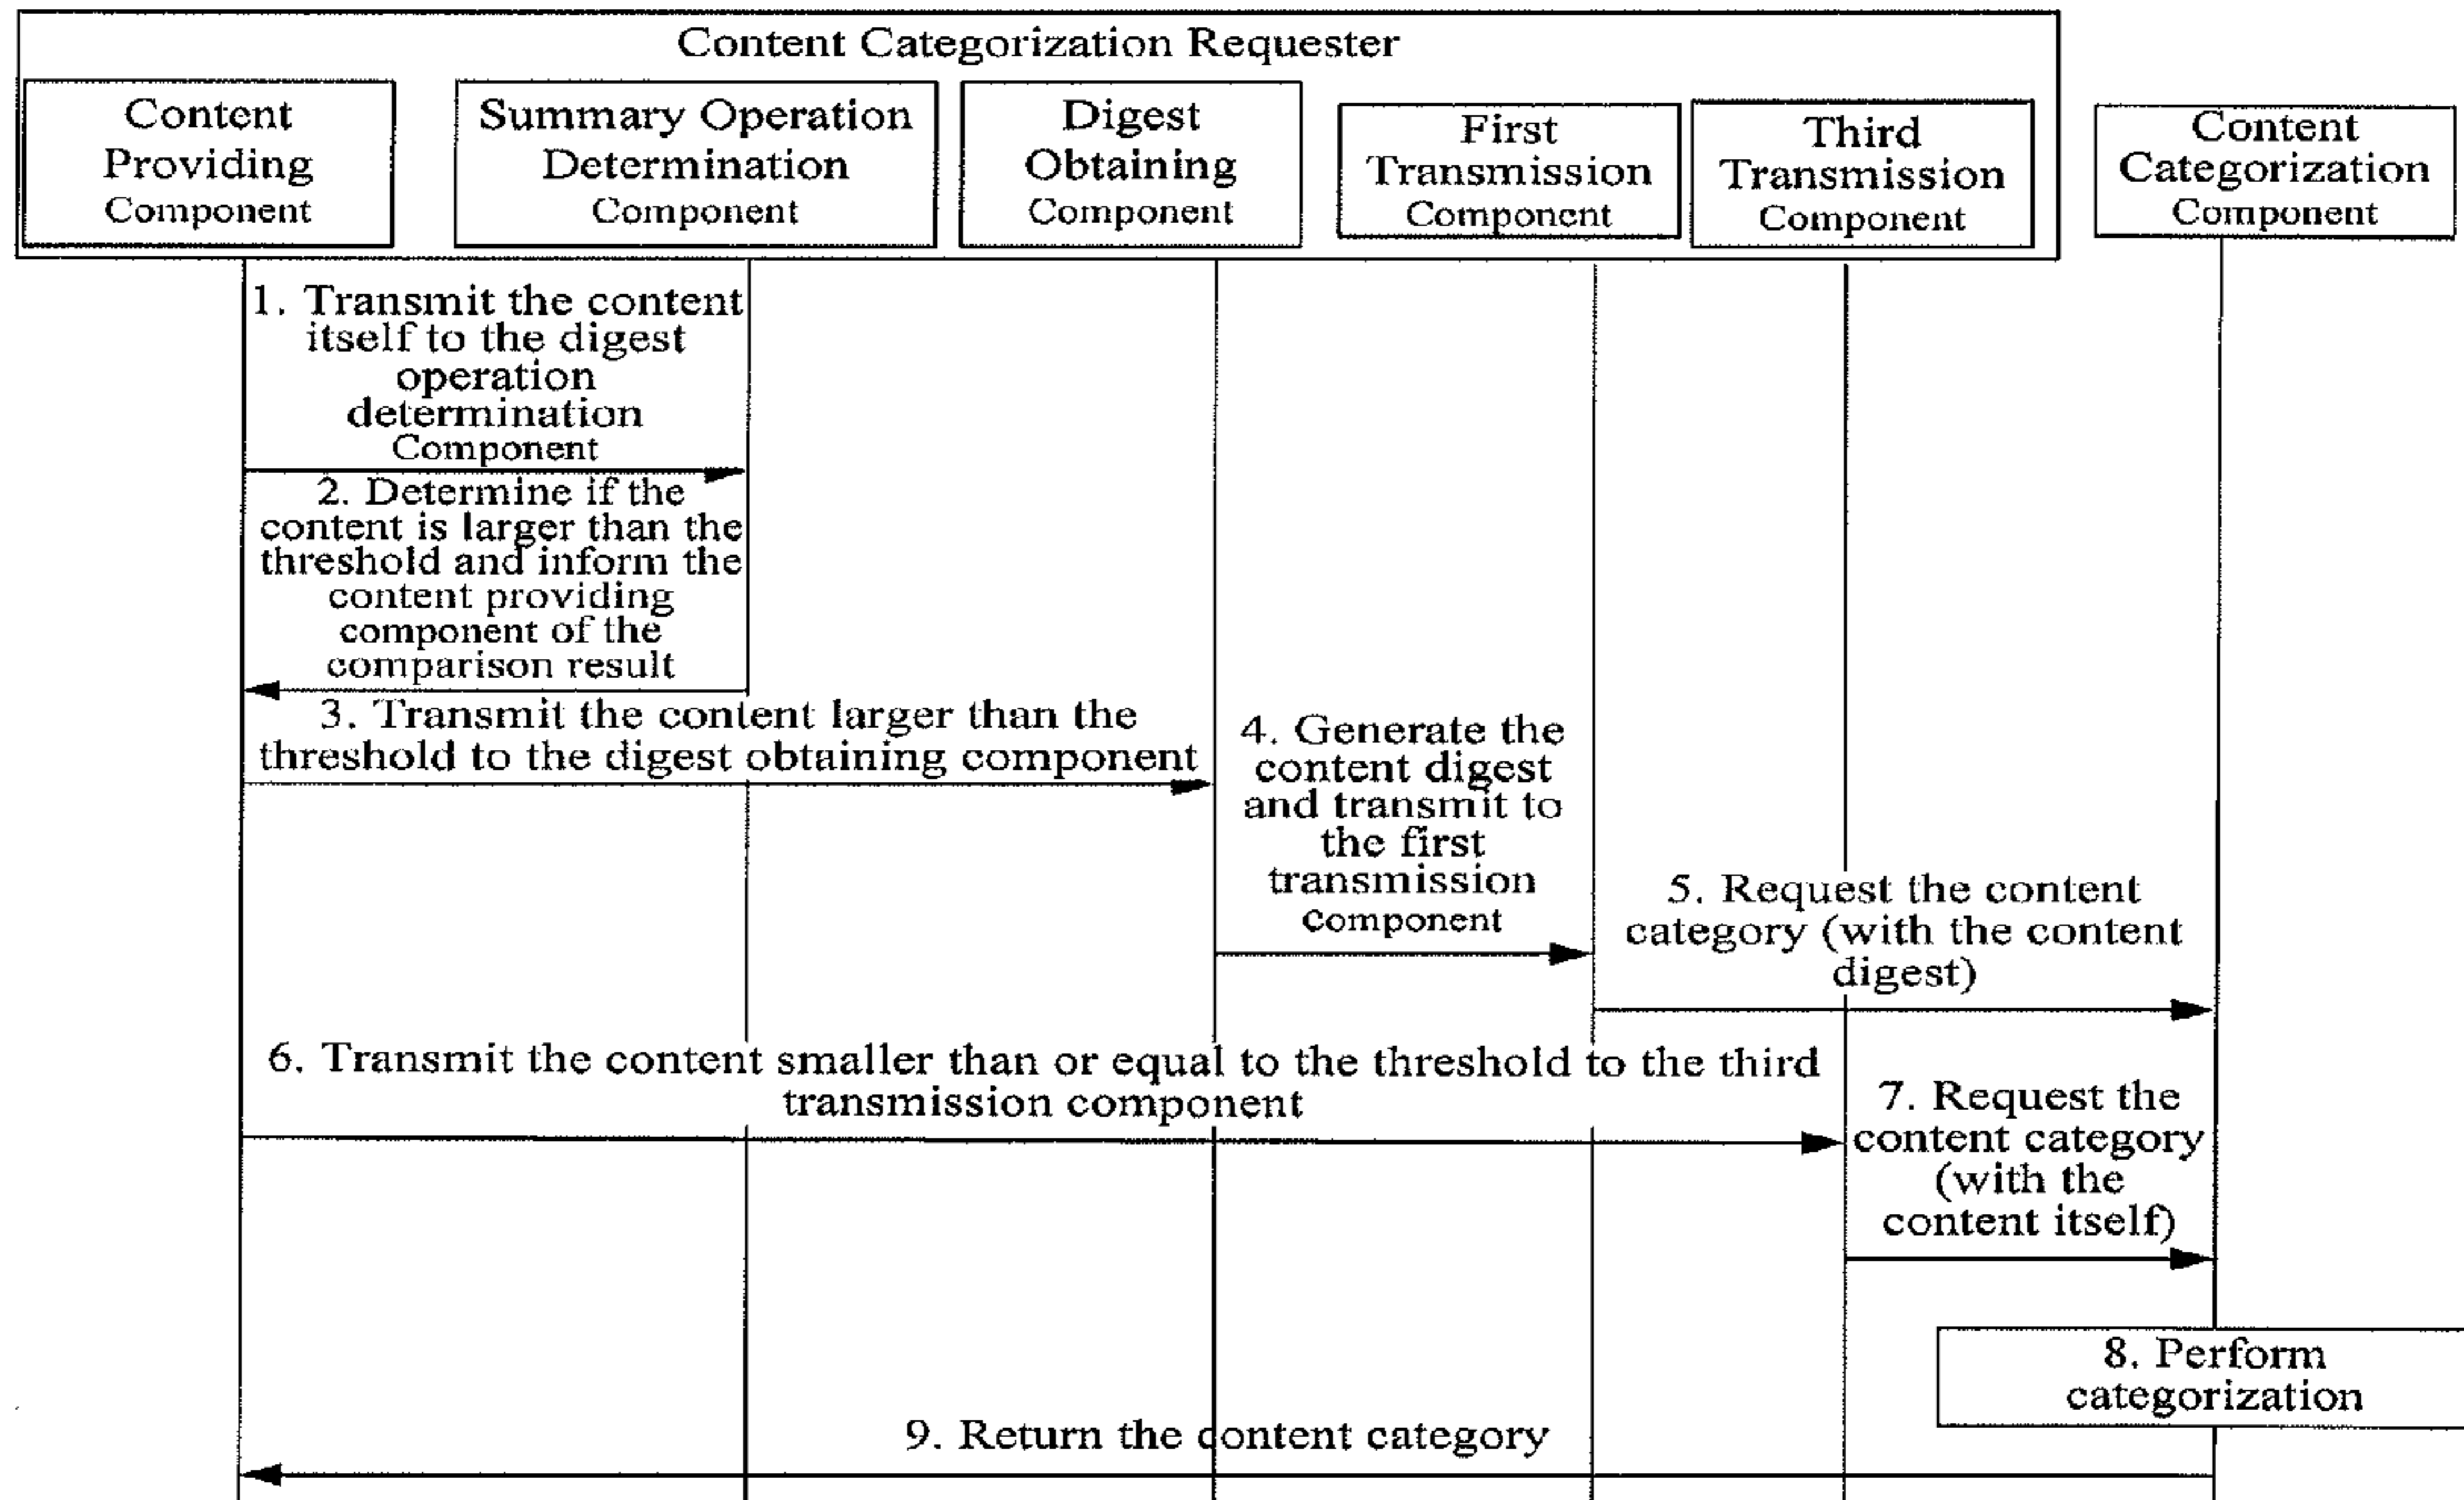 Content Categorization Requester
Content
Providing
Component
Summary Operation
Determination
Component
Digest
Obtaining
Component
First
Transmission
Component
Third
Transmission
Component
Content
Categorization
Component
1. Transmit the content
itself to the digest
operation
determination
Component
2. Determine if the
content is larger than the
threshold and inform the
content providing
component of the
comparison result
3. Transmit the content larger than the
threshold to the digest obtaining component
4. Generate the
content digest
and transmit to
the first
transmission
component
5. Request the content
category (with the content
digest)
6. Transmit the content smaller than or equal to the threshold to the third
transmission component
7. Request the
content category
(with the
content itself)
8. Perform
categorization
9. Return the content category